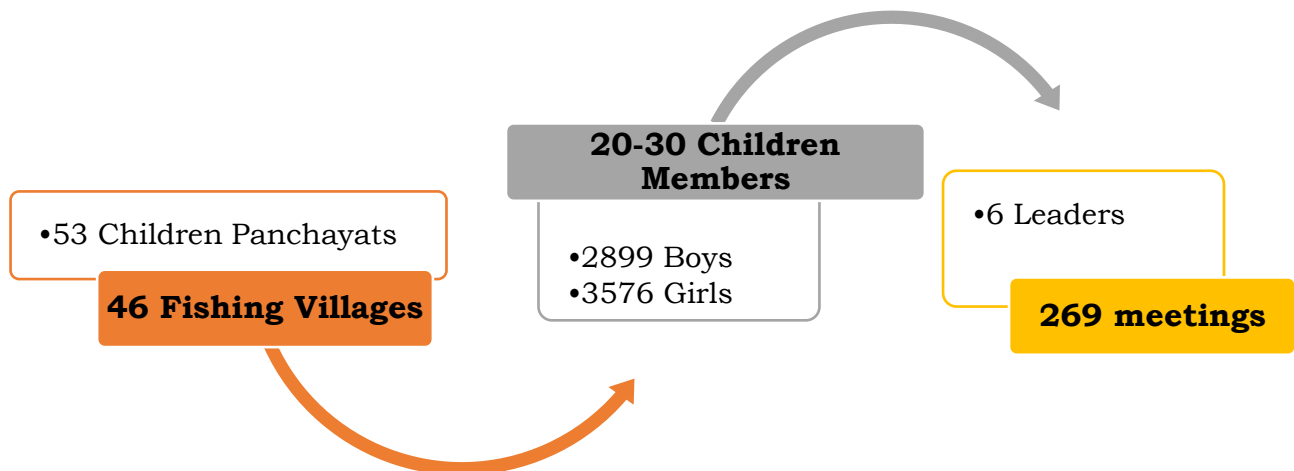 •53 Children Panchayats
46 Fishing Villages
20-30 Children
Members
•2899 Boys
•3576 Girls
•6 Leaders
269 meetings